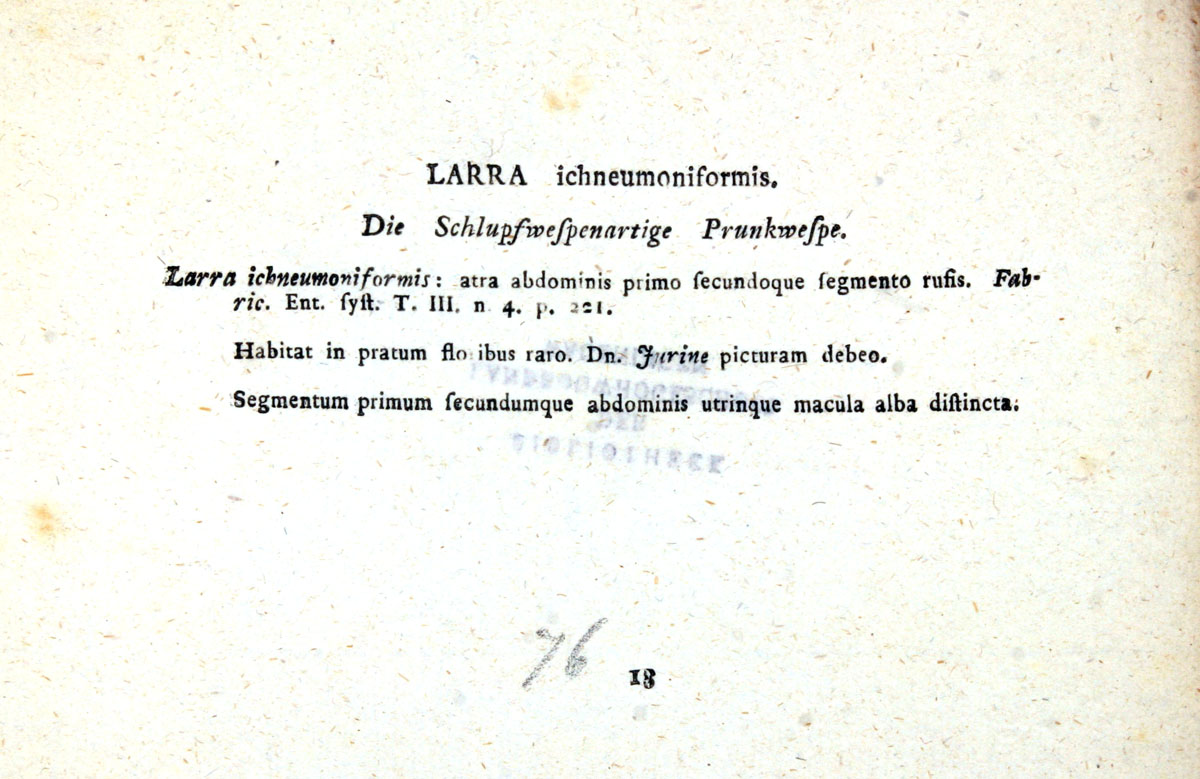 LARRA ichneumoniformis.
Die Schlupfweſpenartige Prunkweſpe.
Larra ichneumoniformis: atra abdominis primo ſecundoque ſegmento rufis. Fab-
ric. Ent. ſyſt. T. III. n 4. p. 221.
Habitat in pratum flo ibus raro. Dn. Jurine picturam debeo.
Segmentum primum ſecundumque abdominis utrinque macula alba diſtincta.
76
18